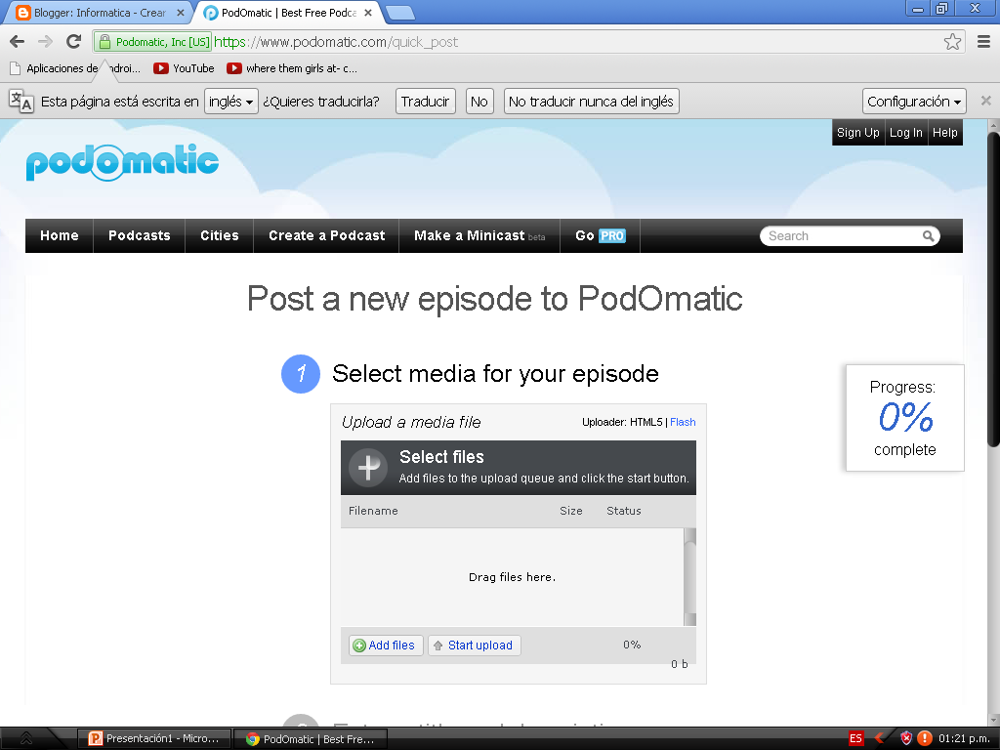 Blogger: Informatica - Crear
PodOmatic | Best Free Podca
Podomatic, Inc [US] https://www.podomatic.com/quick_post
Aplicaciones de Androi... YouTube where them girls at- c...
Esta página está escrita en inglés ¿Quieres traducirla? Traducir No No traducir nunca del inglés Configuración
Sign Up Log In Help
podomatic
Home Podcasts Cities Create a Podcast Make a Minicast beta Go PRO Search
Post a new episode to PodOmatic
1 Select media for your episode
Progress:
0%
complete
Upload a media file Uploader: HTML5 | Flash
Select files
Add files to the upload queue and click the start button.
Filename Size Status
Drag files here.
Add files Start upload 0%
0 b
Presentación1 - Micro... PodOmatic | Best Fre... ES 01:21 p.m.